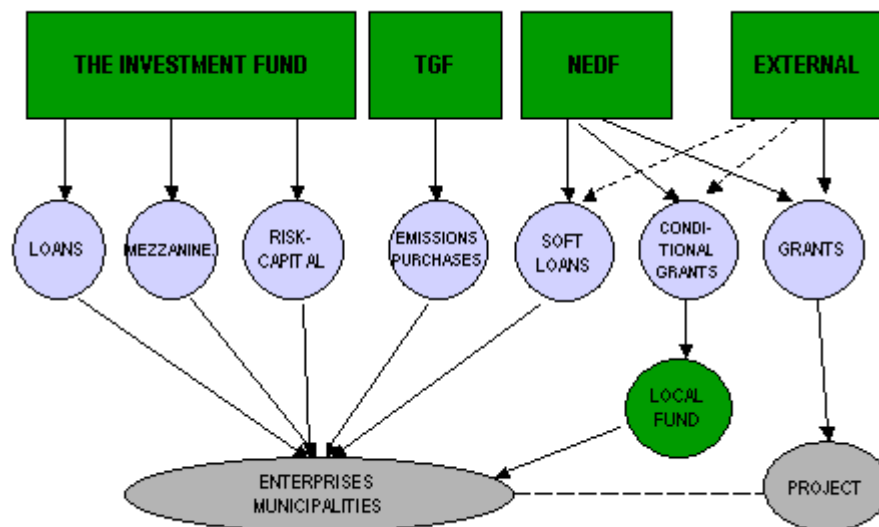 THE INVESTMENT FUND
TGF
NEDF
EXTERNAL
LOANS
MEZZANINE
RISK-
CAPITAL
EMISSIONS
PURCHASES
SOFT
LOANS
CONDI-
TIONAL
GRANTS
GRANTS
LOCAL
FUND
ENTERPRISES
MUNICIPALITIES
PROJECT